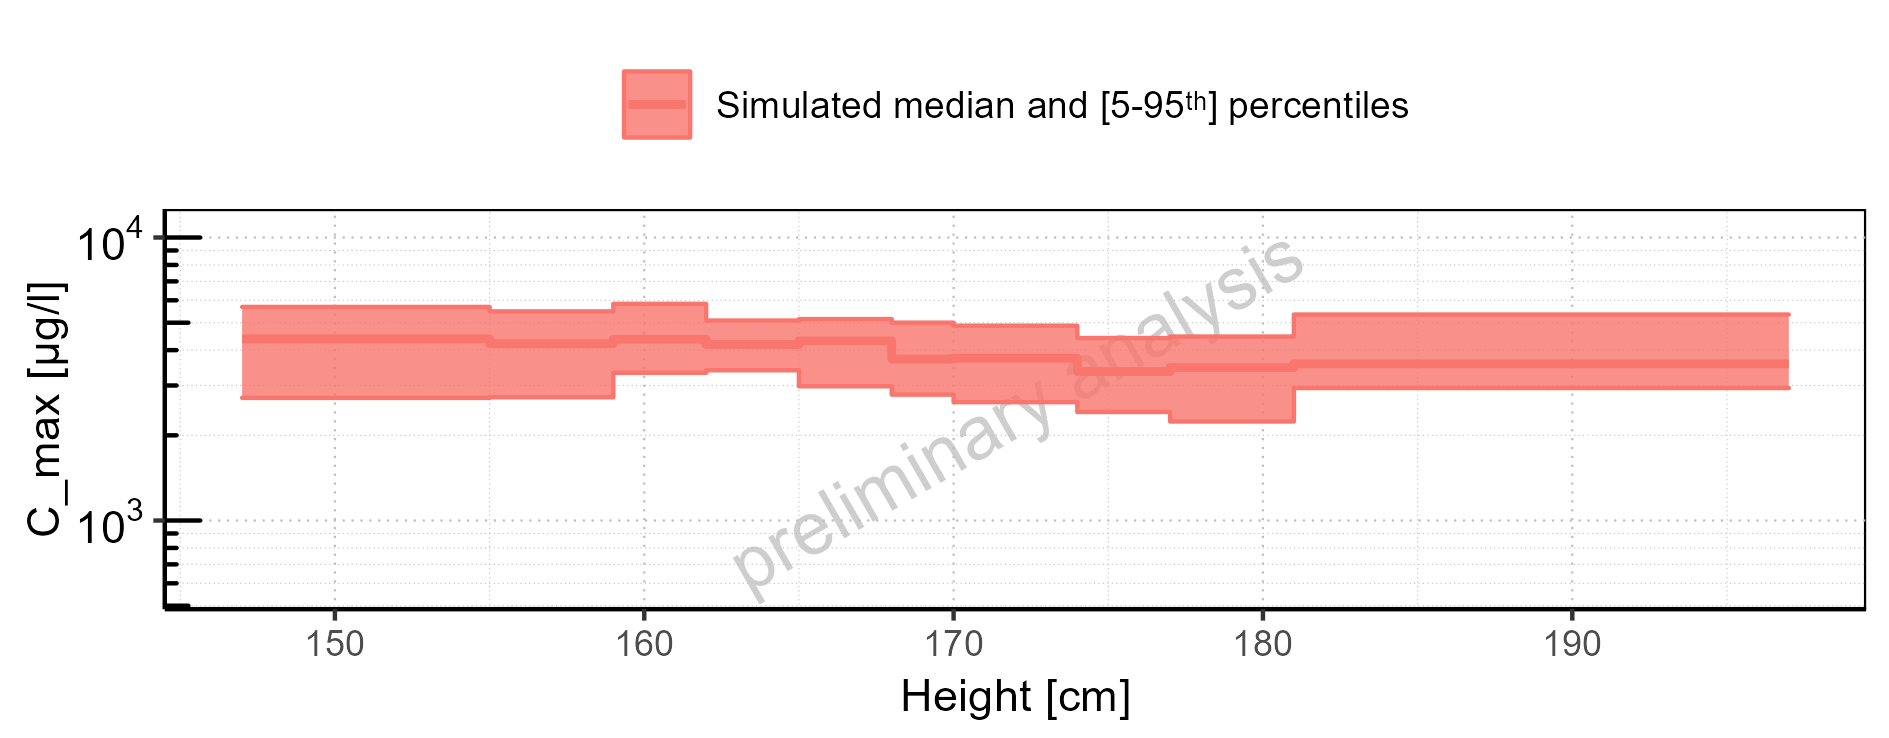 Simulated median and [5-95th] percentiles
C_max [µg/l]
10^4
10^3
preliminary analysis
150 160 170 180 190
Height [cm]